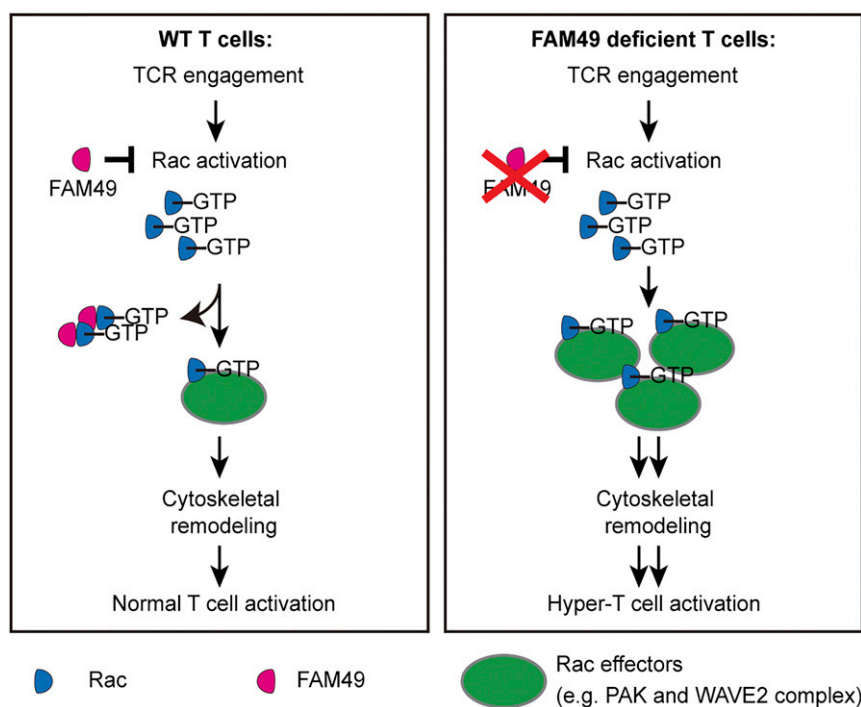 WT T cells:
TCR engagement
Rac activation
FAM49
GTP
GTP
GTP
GTP
GTP
GTP
Cytoskeletal
remodeling
Normal T cell activation
FAM49 deficient T cells:
TCR engagement
Rac activation
FAM49
GTP
GTP
GTP
GTP
GTP
GTP
Cytoskeletal
remodeling
Hyper-T cell activation
Rac
FAM49
Rac effectors
(e.g. PAK and WAVE2 complex)